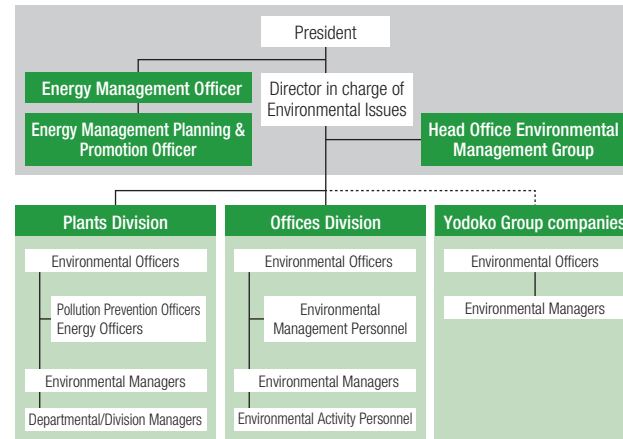 President
Energy Management Officer
Director in charge of
Environmental Issues
Energy Management Planning &
Promotion Officer
Head Office Environmental
Management Group
Plants Division
Environmental Officers
Pollution Prevention Officers
Energy Officers
Environmental Managers
Departmental/Division Managers
Offices Division
Environmental Officers
Environmental
Management Personnel
Environmental Managers
Environmental Activity Personnel
Yodoko Group companies
Environmental Officers
Environmental Managers